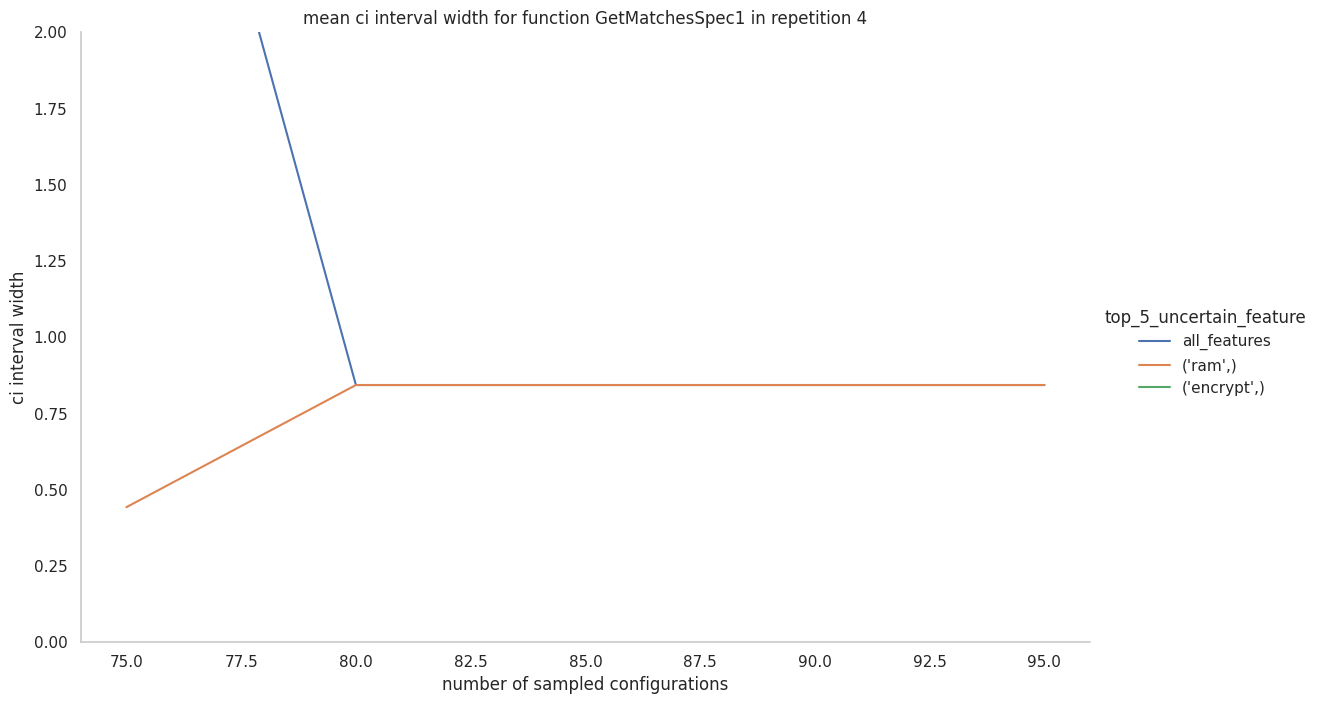 mean ci interval width for function GetMatchesSpec1 in repetition 4
2.00
1.75
1.50
1.25
1.00
0.75
0.50
0.25
0.00
ci interval width
75.0 77.5 80.0 82.5 85.0 87.5 90.0 92.5 95.0
number of sampled configurations
top_5_uncertain_feature
all_features
('ram',)
('encrypt',)